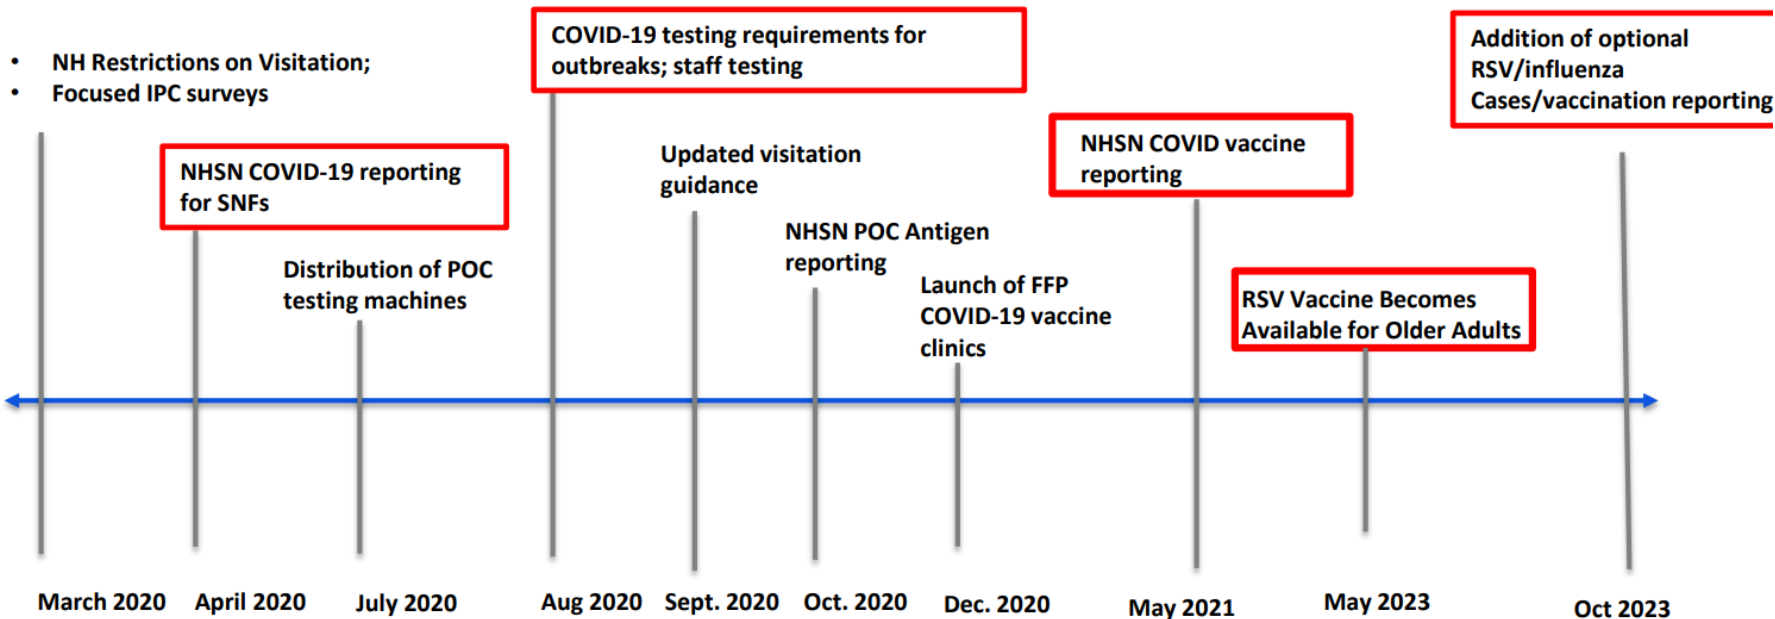 • NH Restrictions on Visitation;
• Focused IPC surveys
NHSN COVID-19 reporting
for SNFs
Distribution of POC
testing machines
COVID-19 testing requirements for
outbreaks; staff testing
Updated visitation
guidance
NHSN POC Antigen
reporting
Launch of FFP
COVID-19 vaccine
clinics
NHSN COVID vaccine
reporting
RSV Vaccine Becomes
Available for Older Adults
Addition of optional
RSV/influenza
Cases/vaccination reporting
March 2020
April 2020
July 2020
Aug 2020
Sept. 2020
Oct. 2020
Dec. 2020
May 2021
May 2023
Oct 2023